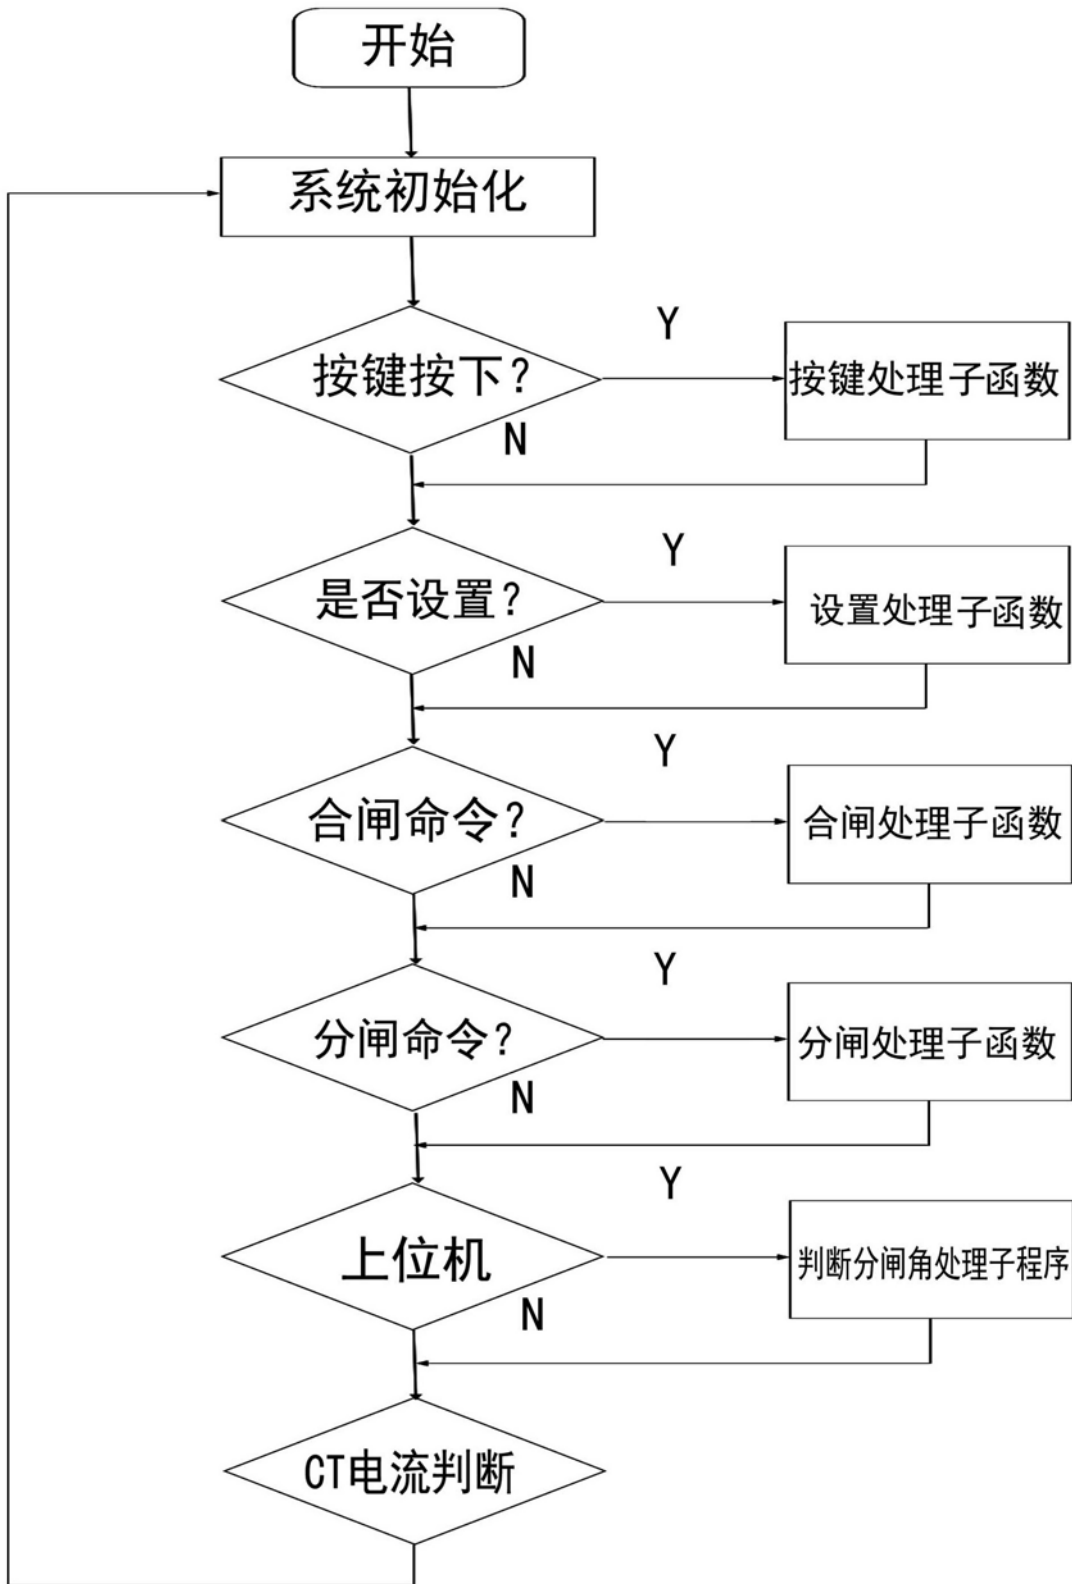 开始
系统初始化
按键按下?
Y
按键处理子函数
N
是否设置?
Y
设置处理子函数
N
合闸命令?
Y
合闸处理子函数
N
分闸命令?
Y
分闸处理子函数
N
上位机
Y
判断分闸角处理子程序
N
CT电流判断